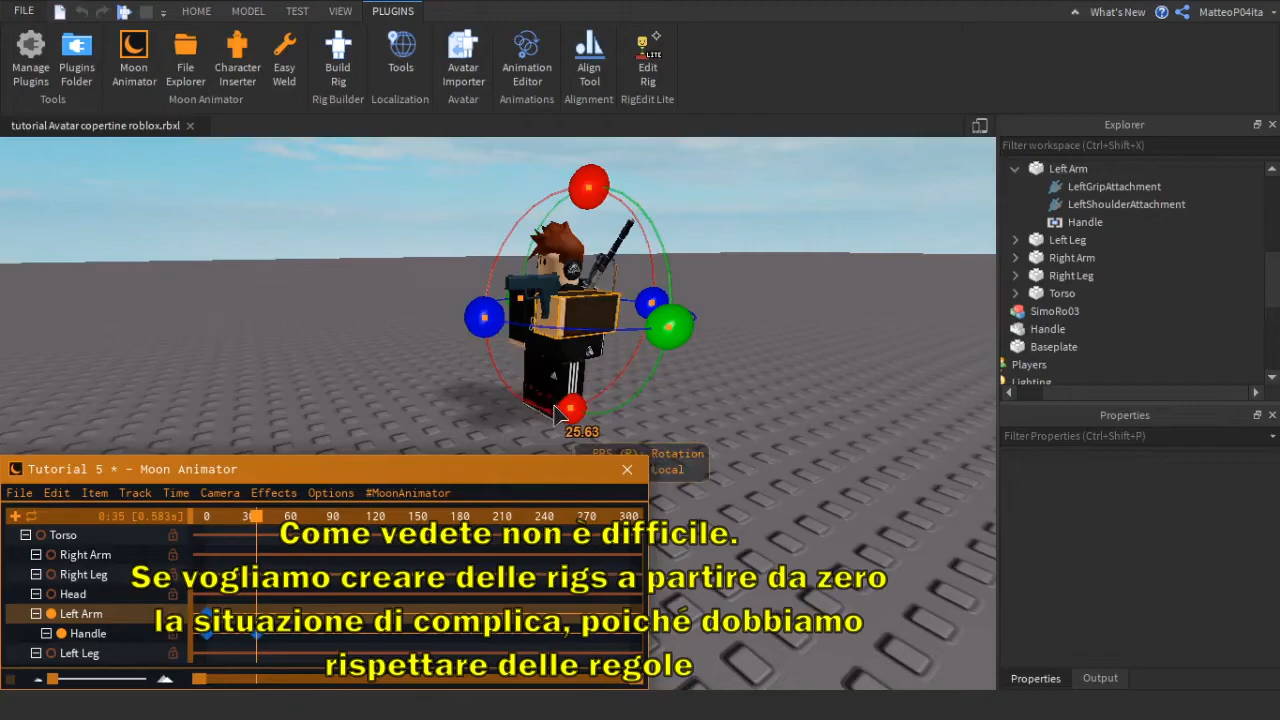 FILE
HOME
MODEL
TEST
VIEW
PLUGINS
What's New
MatteoP04ita
Manage Plugins
Plugins Folder
Moon Animator
File Explorer
Character Inserter
Easy Weld
Build Rig
Tools
Avatar Importer
Animation Editor
Align Tool
LITE
Edit Rig
Tools
Moon Animator
Rig Builder
Localization
Avatar
Animations
Alignment
RigEdit Lite
tutorial Avatar copertine roblox.rbxl
Explorer
Filter workspace (Ctrl+Shift+X)
Left Arm
LeftGripAttachment
LeftShoulderAttachment
Handle
Left Leg
Right Arm
Right Leg
Torso
SimoRo03
Handle
Baseplate
Players
Lighting
Properties
Filter Properties (Ctrl+Shift+P)
Properties
Output
25.63
Rotation
Tutorial 5 * - Moon Animator
File Edit Item Track Time Camera Effects Options #MoonAnimator
0:35 [0.583s]
0 30 60 90 120 150 180 210 240 270 300
Torso
Right Arm
Right Leg
Head
Left Arm
Handle
Left Leg
Come vedete non è difficile.
Se vogliamo creare delle rigs a partire da zero
la situazione di complica, poiché dobbiamo
rispettare delle regole